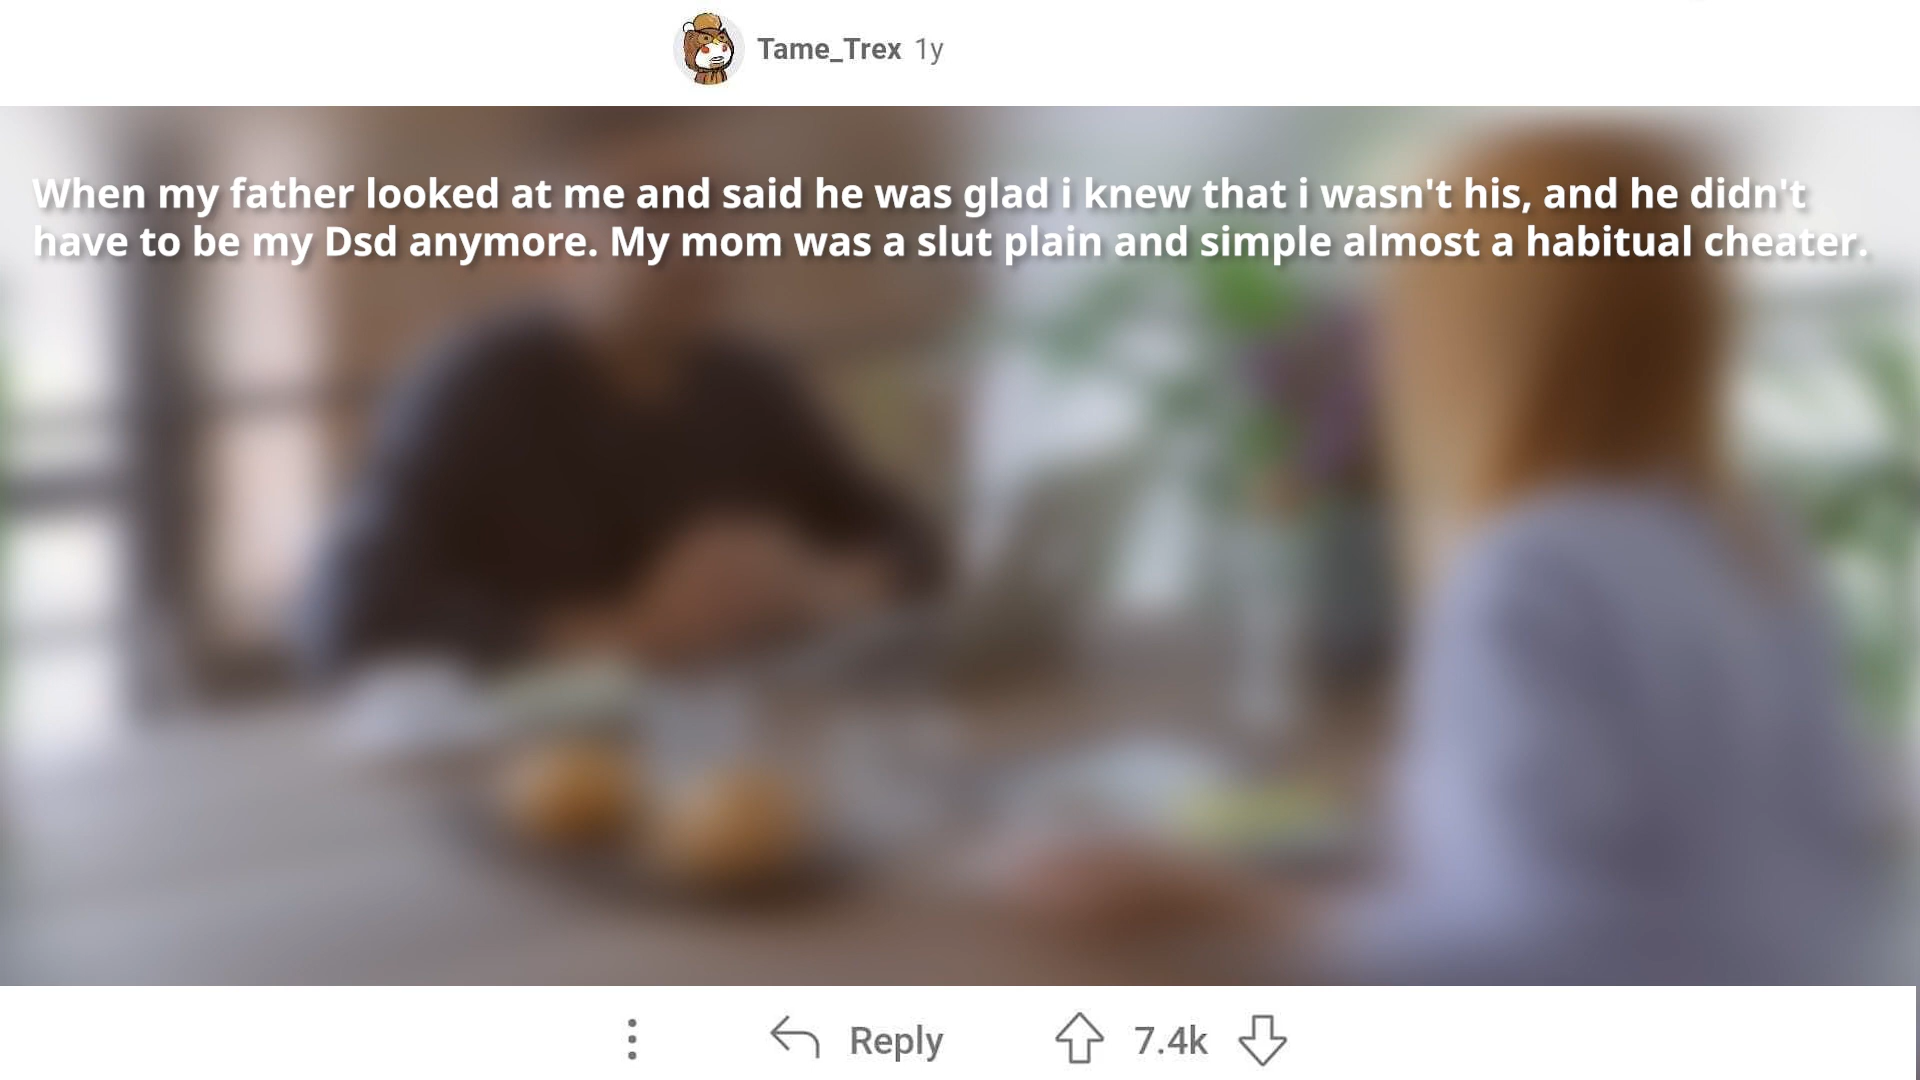 Tame_Trex 1y
When my father looked at me and said he was glad i knew that i wasn't his, and he didn't
have to be my Dsd anymore. My mom was a slut plain and simple almost a habitual cheater.
Reply 7.4k